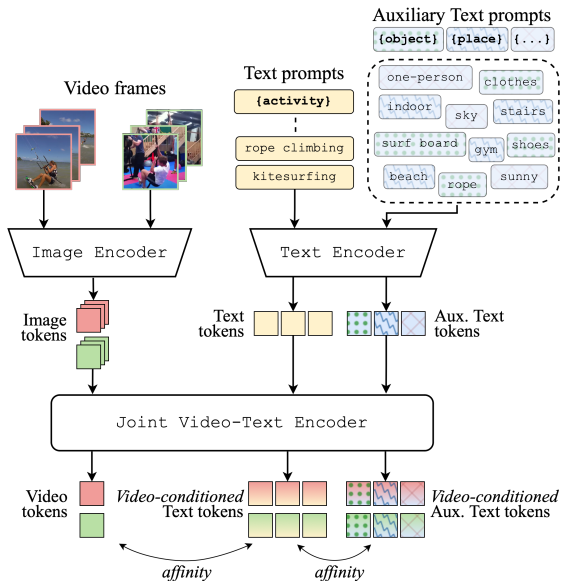 Auxiliary Text prompts
{object} {place} {...}
Video frames
Text prompts
{activity}
rope climbing
kitesurfing
one-person
clothes
indoor
sky
stairs
surf board
gym
shoes
beach
rope
sunny
Image Encoder
Text Encoder
Image
tokens
Text
tokens
Aux. Text
tokens
Joint Video-Text Encoder
Video
tokens
Video-conditioned
Text tokens
Video-conditioned
Aux. Text tokens
affinity
affinity